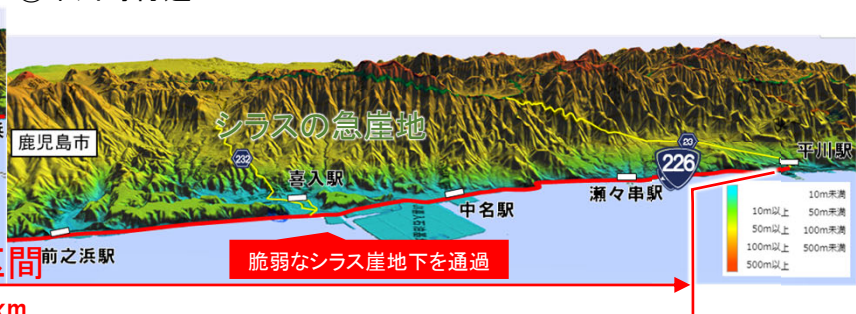 鹿児島市
シラスの急崖地
232
喜入駅
中名駅
226
瀬々串駅
23
平川駅
前之浜駅
脆弱なシラス崖地下を通過
間
km
10m未満
10m以上 50m未満
50m以上 100m未満
100m以上 500m未満
500m以上